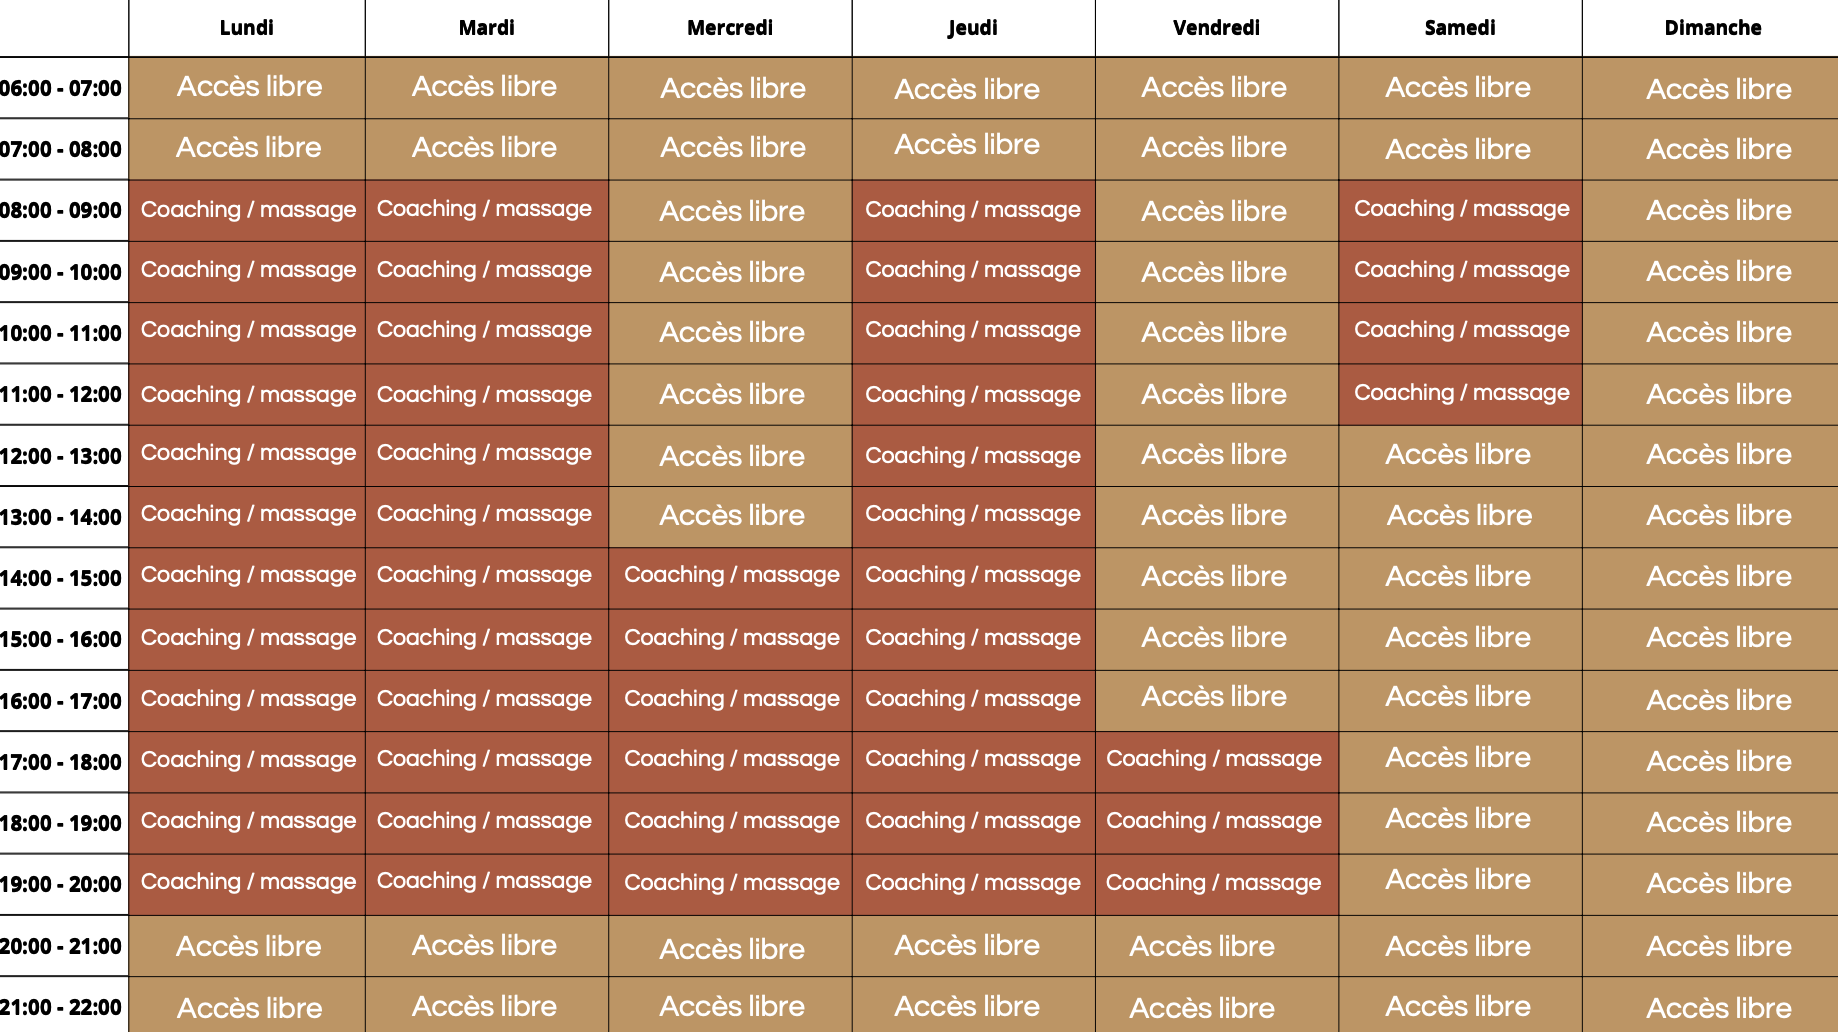 Lundi Mardi Mercredi Jeudi Vendredi Samedi Dimanche
06:00 - 07:00 Accès libre Accès libre Accès libre Accès libre Accès libre Accès libre Accès libre
07:00 - 08:00 Accès libre Accès libre Accès libre Accès libre Accès libre Accès libre Accès libre
08:00 - 09:00 Coaching / massage Coaching / massage Accès libre Coaching / massage Accès libre Coaching / massage Accès libre
09:00 - 10:00 Coaching / massage Coaching / massage Accès libre Coaching / massage Accès libre Coaching / massage Accès libre
10:00 - 11:00 Coaching / massage Coaching / massage Accès libre Coaching / massage Accès libre Coaching / massage Accès libre
11:00 - 12:00 Coaching / massage Coaching / massage Accès libre Coaching / massage Accès libre Coaching / massage Accès libre
12:00 - 13:00 Coaching / massage Coaching / massage Accès libre Coaching / massage Accès libre Accès libre Accès libre
13:00 - 14:00 Coaching / massage Coaching / massage Accès libre Coaching / massage Accès libre Accès libre Accès libre
14:00 - 15:00 Coaching / massage Coaching / massage Coaching / massage Coaching / massage Accès libre Accès libre Accès libre
15:00 - 16:00 Coaching / massage Coaching / massage Coaching / massage Coaching / massage Accès libre Accès libre Accès libre
16:00 - 17:00 Coaching / massage Coaching / massage Coaching / massage Coaching / massage Accès libre Accès libre Accès libre
17:00 - 18:00 Coaching / massage Coaching / massage Coaching / massage Coaching / massage Coaching / massage Accès libre Accès libre
18:00 - 19:00 Coaching / massage Coaching / massage Coaching / massage Coaching / massage Coaching / massage Accès libre Accès libre
19:00 - 20:00 Coaching / massage Coaching / massage Coaching / massage Coaching / massage Coaching / massage Accès libre Accès libre
20:00 - 21:00 Accès libre Accès libre Accès libre Accès libre Accès libre Accès libre Accès libre
21:00 - 22:00 Accès libre Accès libre Accès libre Accès libre Accès libre Accès libre Accès libre